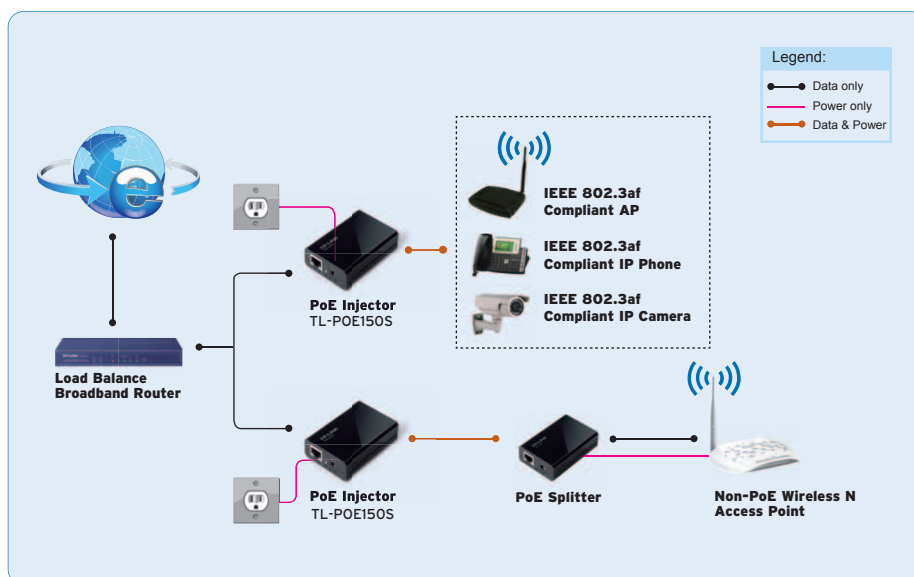 Legend:
Data only
Power only
Data & Power
IEEE 802.3af
Compliant AP
IEEE 802.3af
Compliant IP Phone
IEEE 802.3af
Compliant IP Camera
PoE Injector
TL-POE150S
Load Balance
Broadband Router
PoE Injector
TL-POE150S
PoE Splitter
Non-PoE Wireless N
Access Point